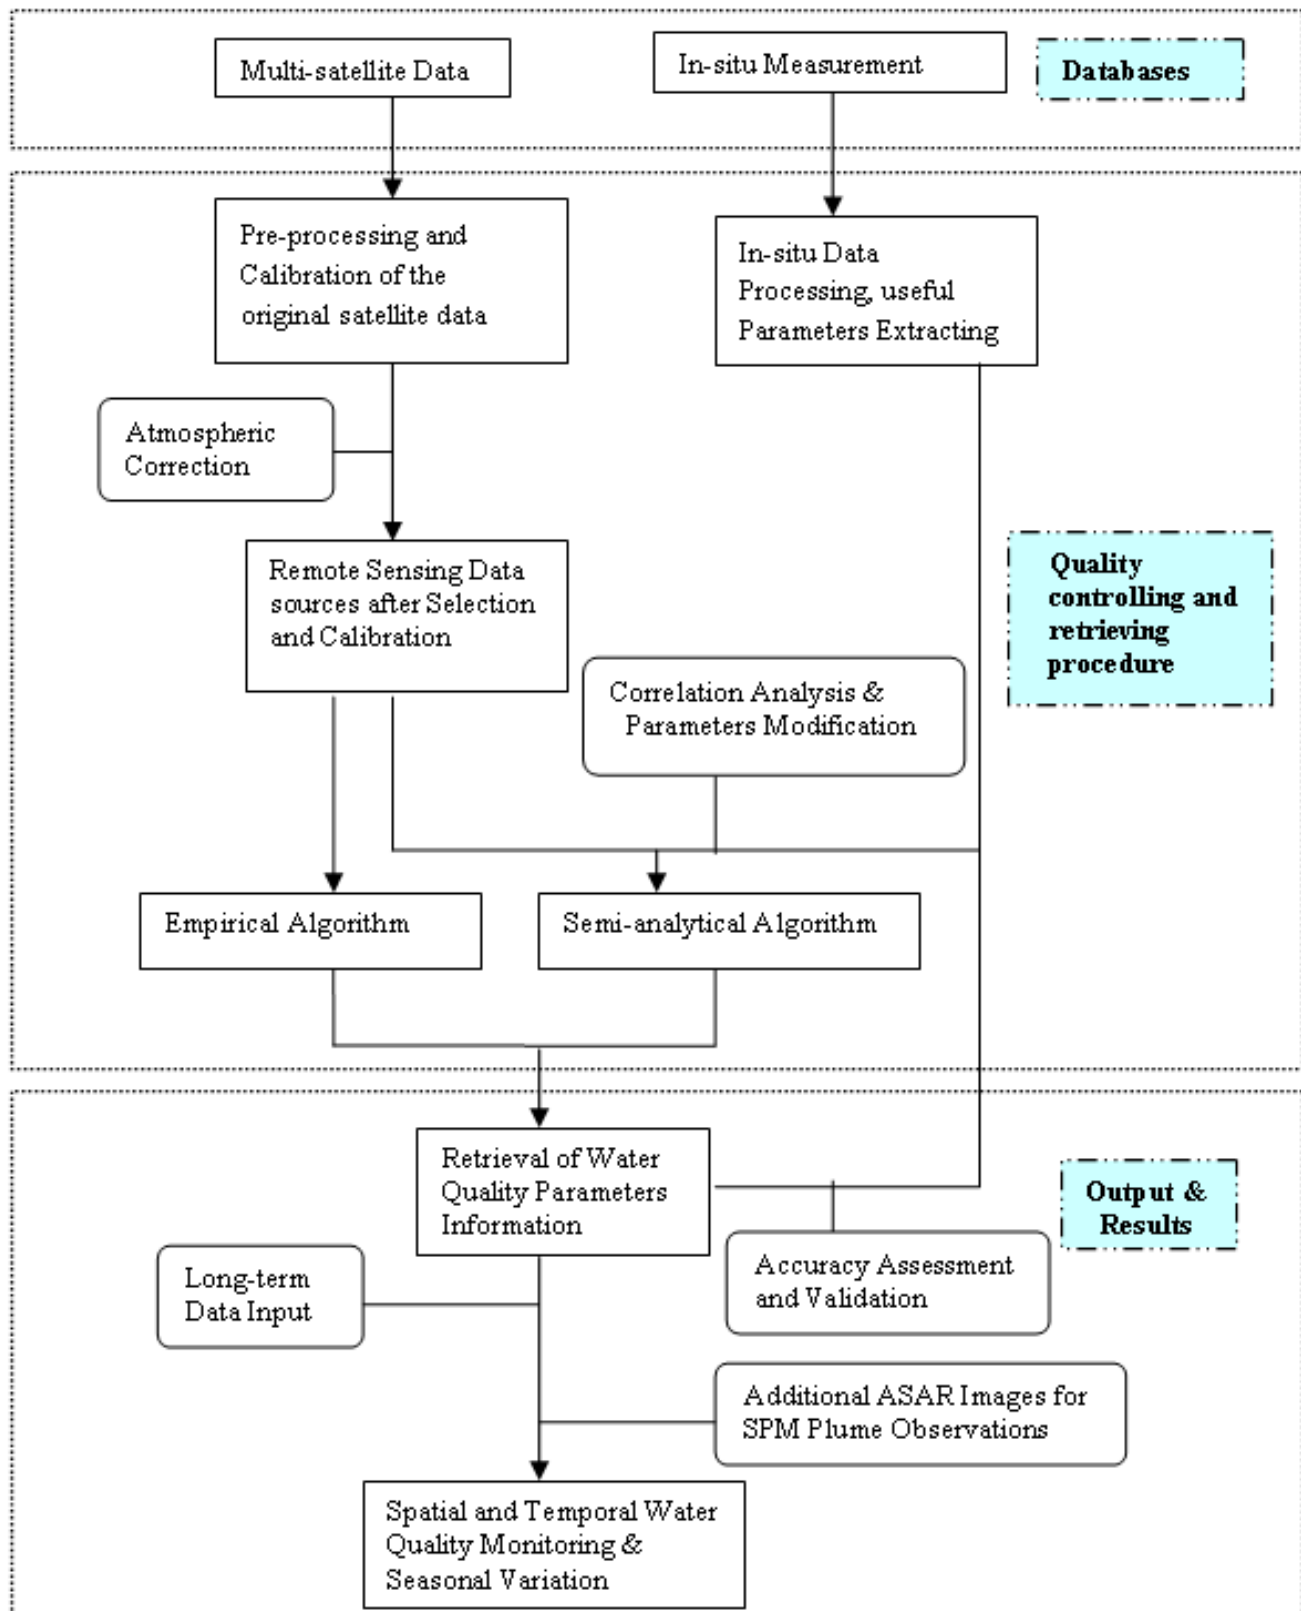 Multi-satellite Data
In-situ Measurement
Databases
Pre-processing and
Calibration of the
original satellite data
In-situ Data
Processing, useful
Parameters Extracting
Atmospheric
Correction
Remote Sensing Data
sources after Selection
and Calibration
Quality
controlling and
retrieving
procedure
Correlation Analysis &
Parameters Modification
Empirical Algorithm
Semi-analytical Algorithm
Retrieval of Water
Quality Parameters
Information
Output &
Results
Accuracy Assessment
and Validation
Long-term
Data Input
Additional ASAR Images for
SPM Plume Observations
Spatial and Temporal Water
Quality Monitoring &
Seasonal Variation